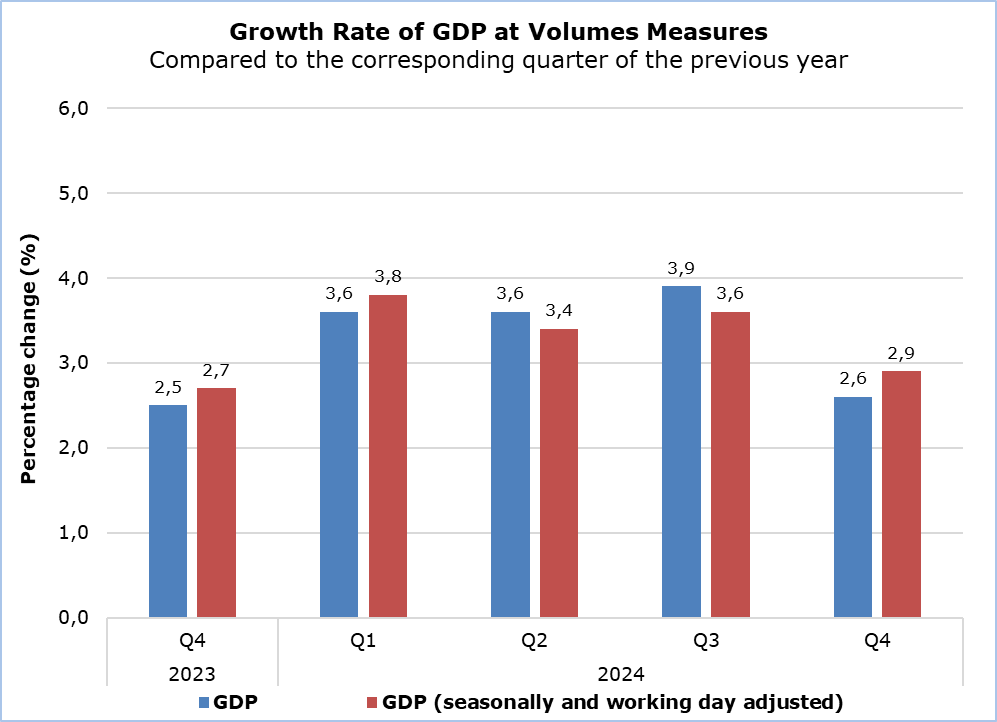 Growth Rate of GDP at Volumes Measures
Compared to the corresponding quarter of the previous year
Percentage change (%)
6,0
5,0
4,0
3,0
2,0
1,0
0,0
2,5
2,7
3,6
3,8
3,6
3,4
3,9
3,6
2,6
2,9
Q4
Q1
Q2
Q3
Q4
2023
2024
GDP
GDP (seasonally and working day adjusted)